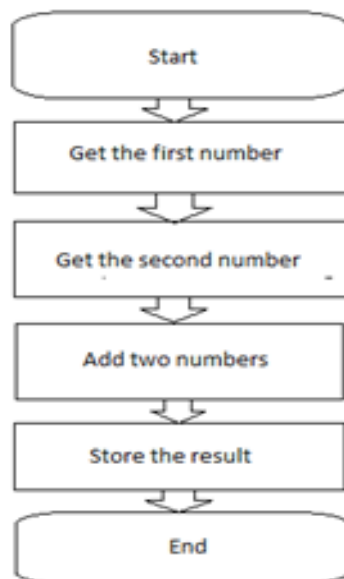 Start
Get the first number
Get the second number
Add two numbers
Store the result
End